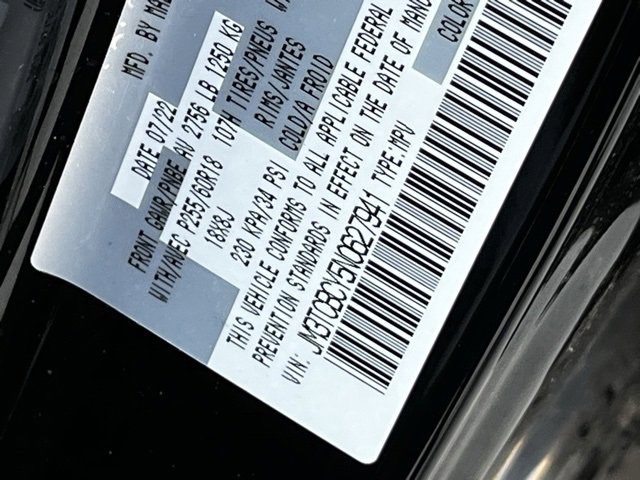 MFD. BY MA
DATE 07/22
FRONT GAWR/PNBE AV 2756 LB 1250 KG
WITH/AVEC P255/60R18 107H TIRES/PNEUS
18X8J RIMS/JANTES
230 KPA/34 PSI COLD/A FROID
THIS VEHICLE CONFORMS TO ALL APPLICABLE FEDERAL
PREVENTION STANDARDS IN EFFECT ON THE DATE OF MANU
VIN: JM3TCBCY5N0627941 TYPE:MPV
COLOR